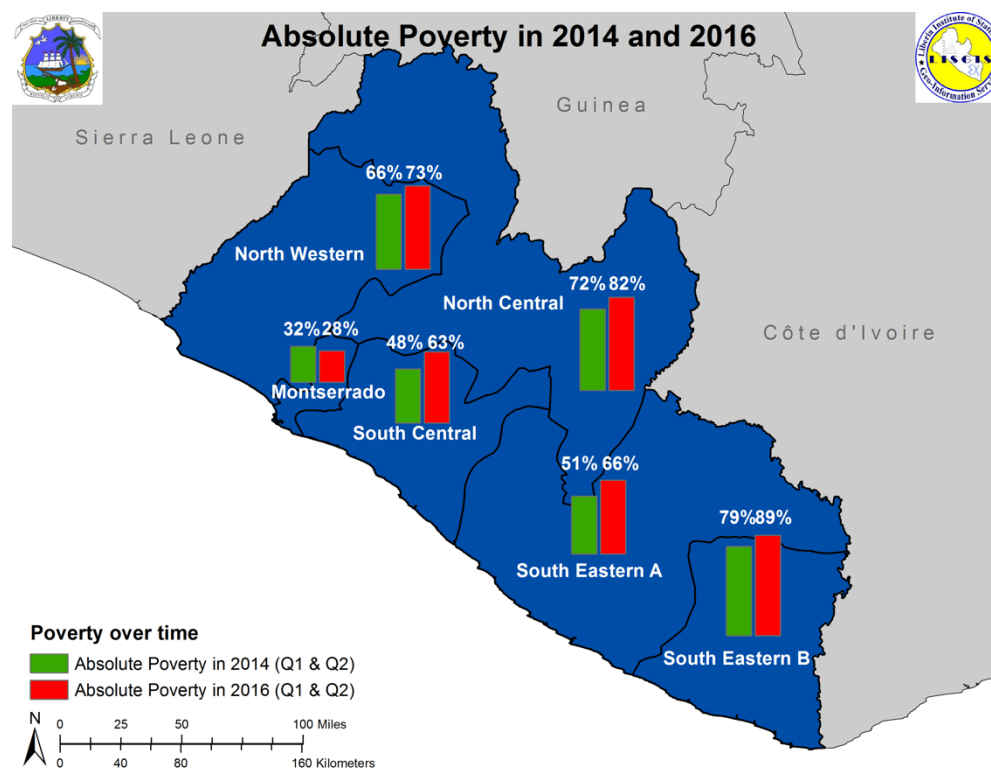 Absolute Poverty in 2014 and 2016
Guinea
Sierra Leone
66% 73%
North Western
72% 82%
North Central
Côte d'Ivoire
32% 28%
Montserrado
48% 63%
South Central
51% 66%
South Eastern A
79% 89%
South Eastern B
Poverty over time
Absolute Poverty in 2014 (Q1 & Q2)
Absolute Poverty in 2016 (Q1 & Q2)
N
0 25 50 100 Miles
0 40 80 160 Kilometers
LISGIS